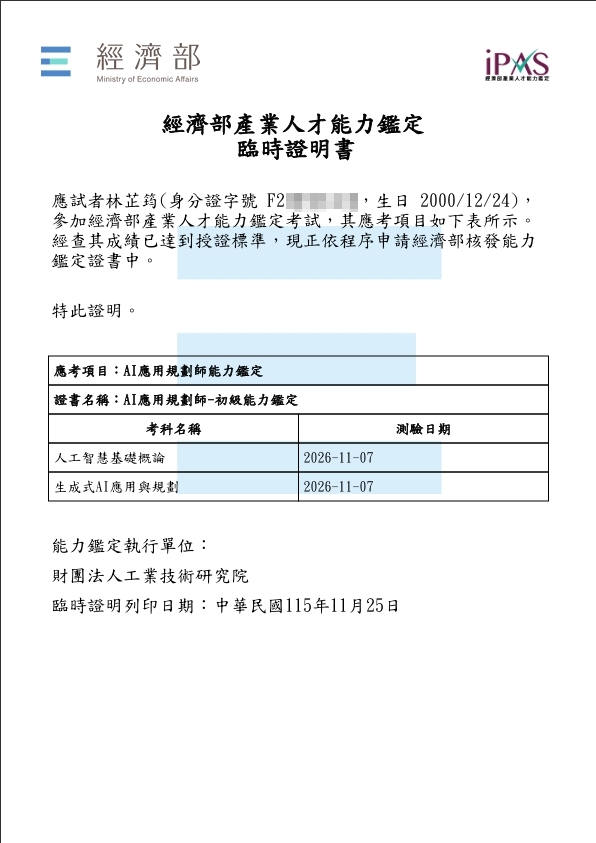 經濟部
Ministry of Economic Affairs
iPAS
經濟部產業人才能力鑑定
經濟部產業人才能力鑑定
臨時證明書
應試者林芷筠(身分證字號 F2，生日 2000/12/24)，
參加經濟部產業人才能力鑑定考試，其應考項目如下表所示。
經查其成績已達到授證標準，現正依程序申請經濟部核發能力
鑑定證書中。
特此證明。
應考項目：AI應用規劃師能力鑑定
證書名稱：AI應用規劃師-初級能力鑑定
考科名稱 測驗日期
人工智慧基礎概論 2026-11-07
生成式AI應用與規劃 2026-11-07
能力鑑定執行單位：
財團法人工業技術研究院
臨時證明列印日期：中華民國115年11月25日